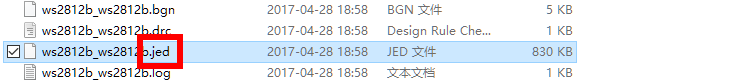 ws2812b_ws2812b.bgn 2017-04-28 18:58 BGN 文件 5 KB
ws2812b_ws2812b.drc 2017-04-28 18:58 Design Rule Chec... 1 KB
ws2812b_ws2812b.jed 2017-04-28 18:58 JED 文件 830 KB
ws2812b_ws2812b.log 2017-04-28 18:58 文本文档 1 KB